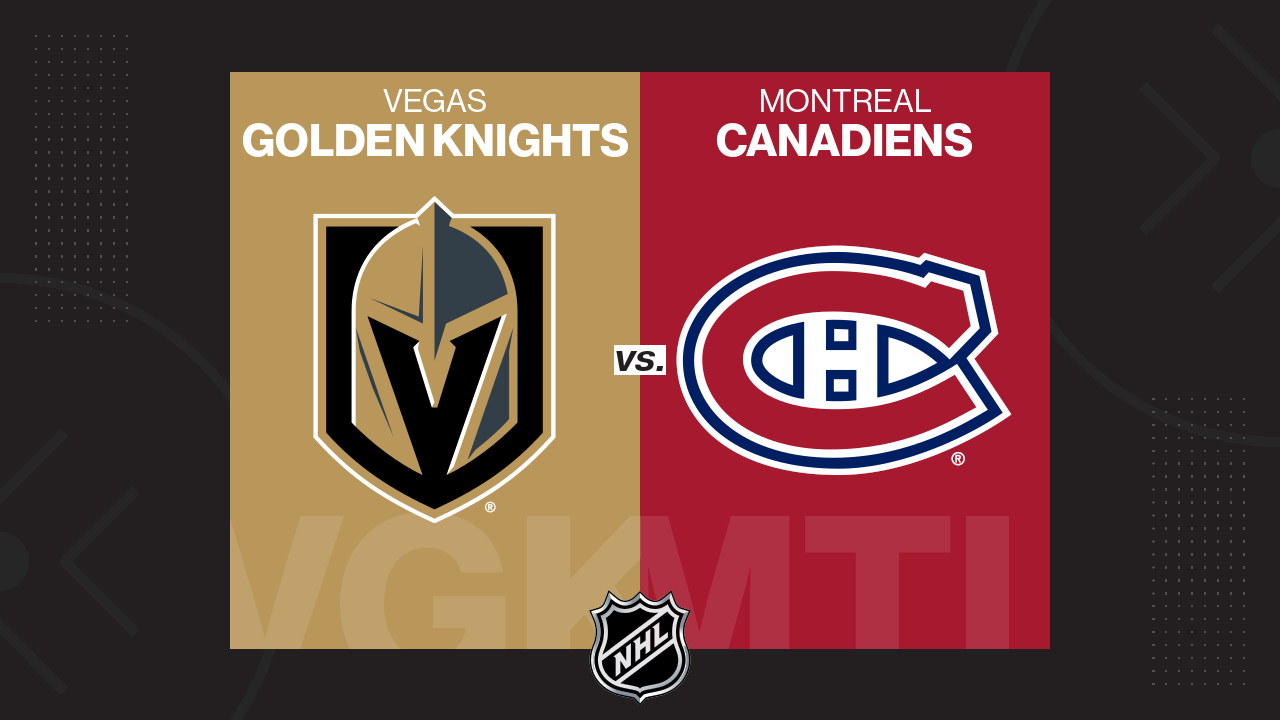 VEGAS
GOLDEN KNIGHTS
MONTREAL
CANADIENS
vs.
®
®
VGK
MTL
NHL